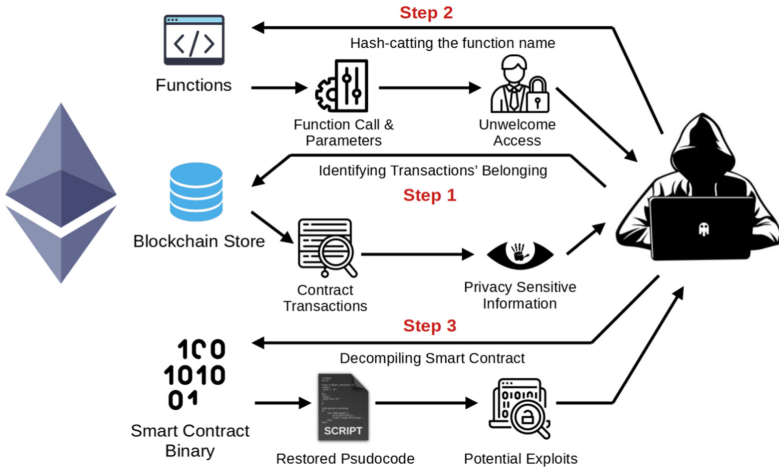 Step 2
Hash-catting the function name
</>
Functions
Function Call &
Parameters
Unwelcome
Access
Identifying Transactions' Belonging
Step 1
Blockchain Store
Contract
Transactions
Privacy Sensitive
Information
Step 3
Decompiling Smart Contract
100
1010
01
Smart Contract
Binary
SCRIPT
Restored Psudocode
Potential Exploits